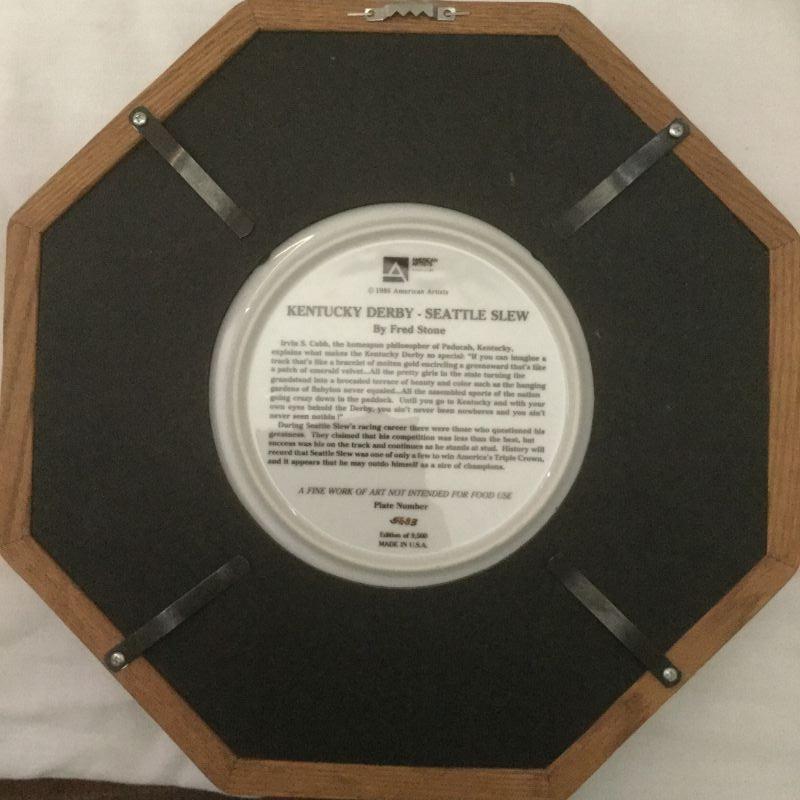 AMERICAN
ARTISTS
© 1986 American Artists
KENTUCKY DERBY - SEATTLE SLEW
By Fred Stone
Irvin S. Cobb, the homespun philosopher of Paducah, Kentucky,
explains what makes the Kentucky Derby so special: "If you can imagine a
track that's like a bracelet of molten gold encircling a greensward that's like
a patch of emerald velvet...All the pretty girls in the state turning the
grandstand into a brocaded terrace of beauty and color such as the hanging
gardens of Babylon never equaled...All the assembled sports of the nation
going crazy down in the paddock. Until you go to Kentucky and with your
own eyes behold the Derby, you ain't never been nowheres and you ain't
never seen nothin!"
During Seattle Slew's racing career there were those who questioned his
greatness. They claimed that his competition was less than the best, but
success was his on the track and continues as he stands at stud. History will
record that Seattle Slew was one of only a few to win America's Triple Crown,
and it appears that he may outdo himself as a sire of champions.
A FINE WORK OF ART NOT INTENDED FOR FOOD USE
Plate Number
Edition of 9,500
MADE IN U.S.A.